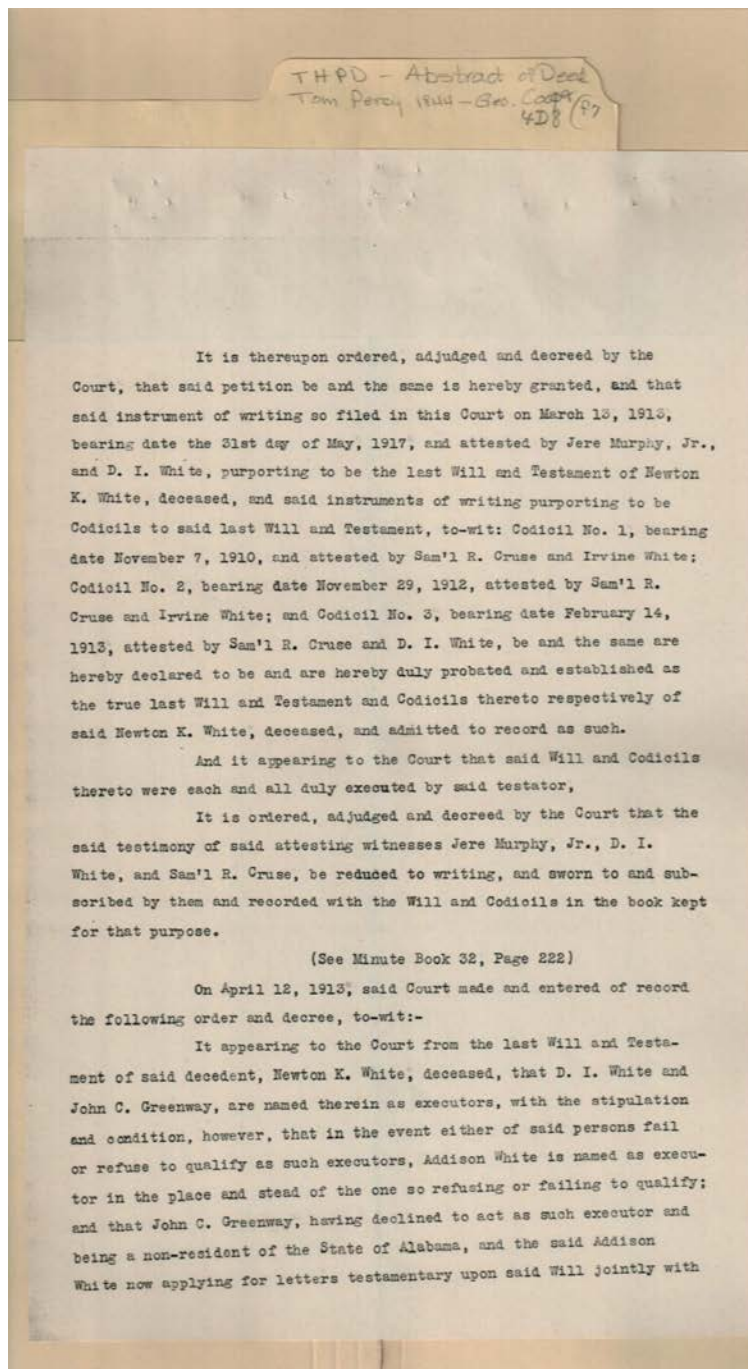 THPD - Abstract of Deed
Tom Percy 1844 - Geo.
4D8
It is thereupon ordered, adjudged and decreed by the
Court, that said petition be and the same is hereby granted, and that
said instrument of writing so filed in this Court on March 13, 1913,
bearing date the 31st day of May, 1917, and attested by Jere Murphy, Jr.,
and D. I. White, purporting to be the last Will and Testament of Newton
K. White, deceased, and said instruments of writing purporting to be
Codicils to said last Will and Testament, to-wit: Codicil No. 1, bearing
date November 7, 1910, and attested by Sam'l R. Cruse and Irvine White;
Codicil No. 2, bearing date November 29, 1912, attested by Sam'l R.
Cruse and Irvine White; and Codicil No. 3, bearing date February 14,
1913, attested by Sam'l R. Cruse and D. I. White, be and the same are
hereby declared to be and are hereby duly probated and established as
the true last Will and Testament and Codicils thereto respectively of
said Newton K. White, deceased, and admitted to record as such.
And it appearing to the Court that said Will and Codicils
thereto were each and all duly executed by said testator,
It is ordered, adjudged and decreed by the Court that the
said testimony of said attesting witnesses Jere Murphy, Jr., D. I.
White, and Sam'l R. Cruse, be reduced to writing, and sworn to and sub-
scribed by them and recorded with the Will and Codicils in the book kept
for that purpose.
(See Minute Book 32, Page 222)
On April 12, 1913, said Court made and entered of record
the following order and decree, to-wit:-
It appearing to the Court from the last Will and Testa-
ment of said decedent, Newton K. White, deceased, that D. I. White and
John C. Greenway, are named therein as executors, with the stipulation
and condition, however, that in the event either of said persons fail
or refuse to qualify as such executors, Addison White is named as execu-
tor in the place and stead of the one so refusing or failing to qualify;
and that John C. Greenway, having declined to act as such executor and
being a non-resident of the State of Alabama, and the said Addison
White now applying for letters testamentary upon said Will jointly with